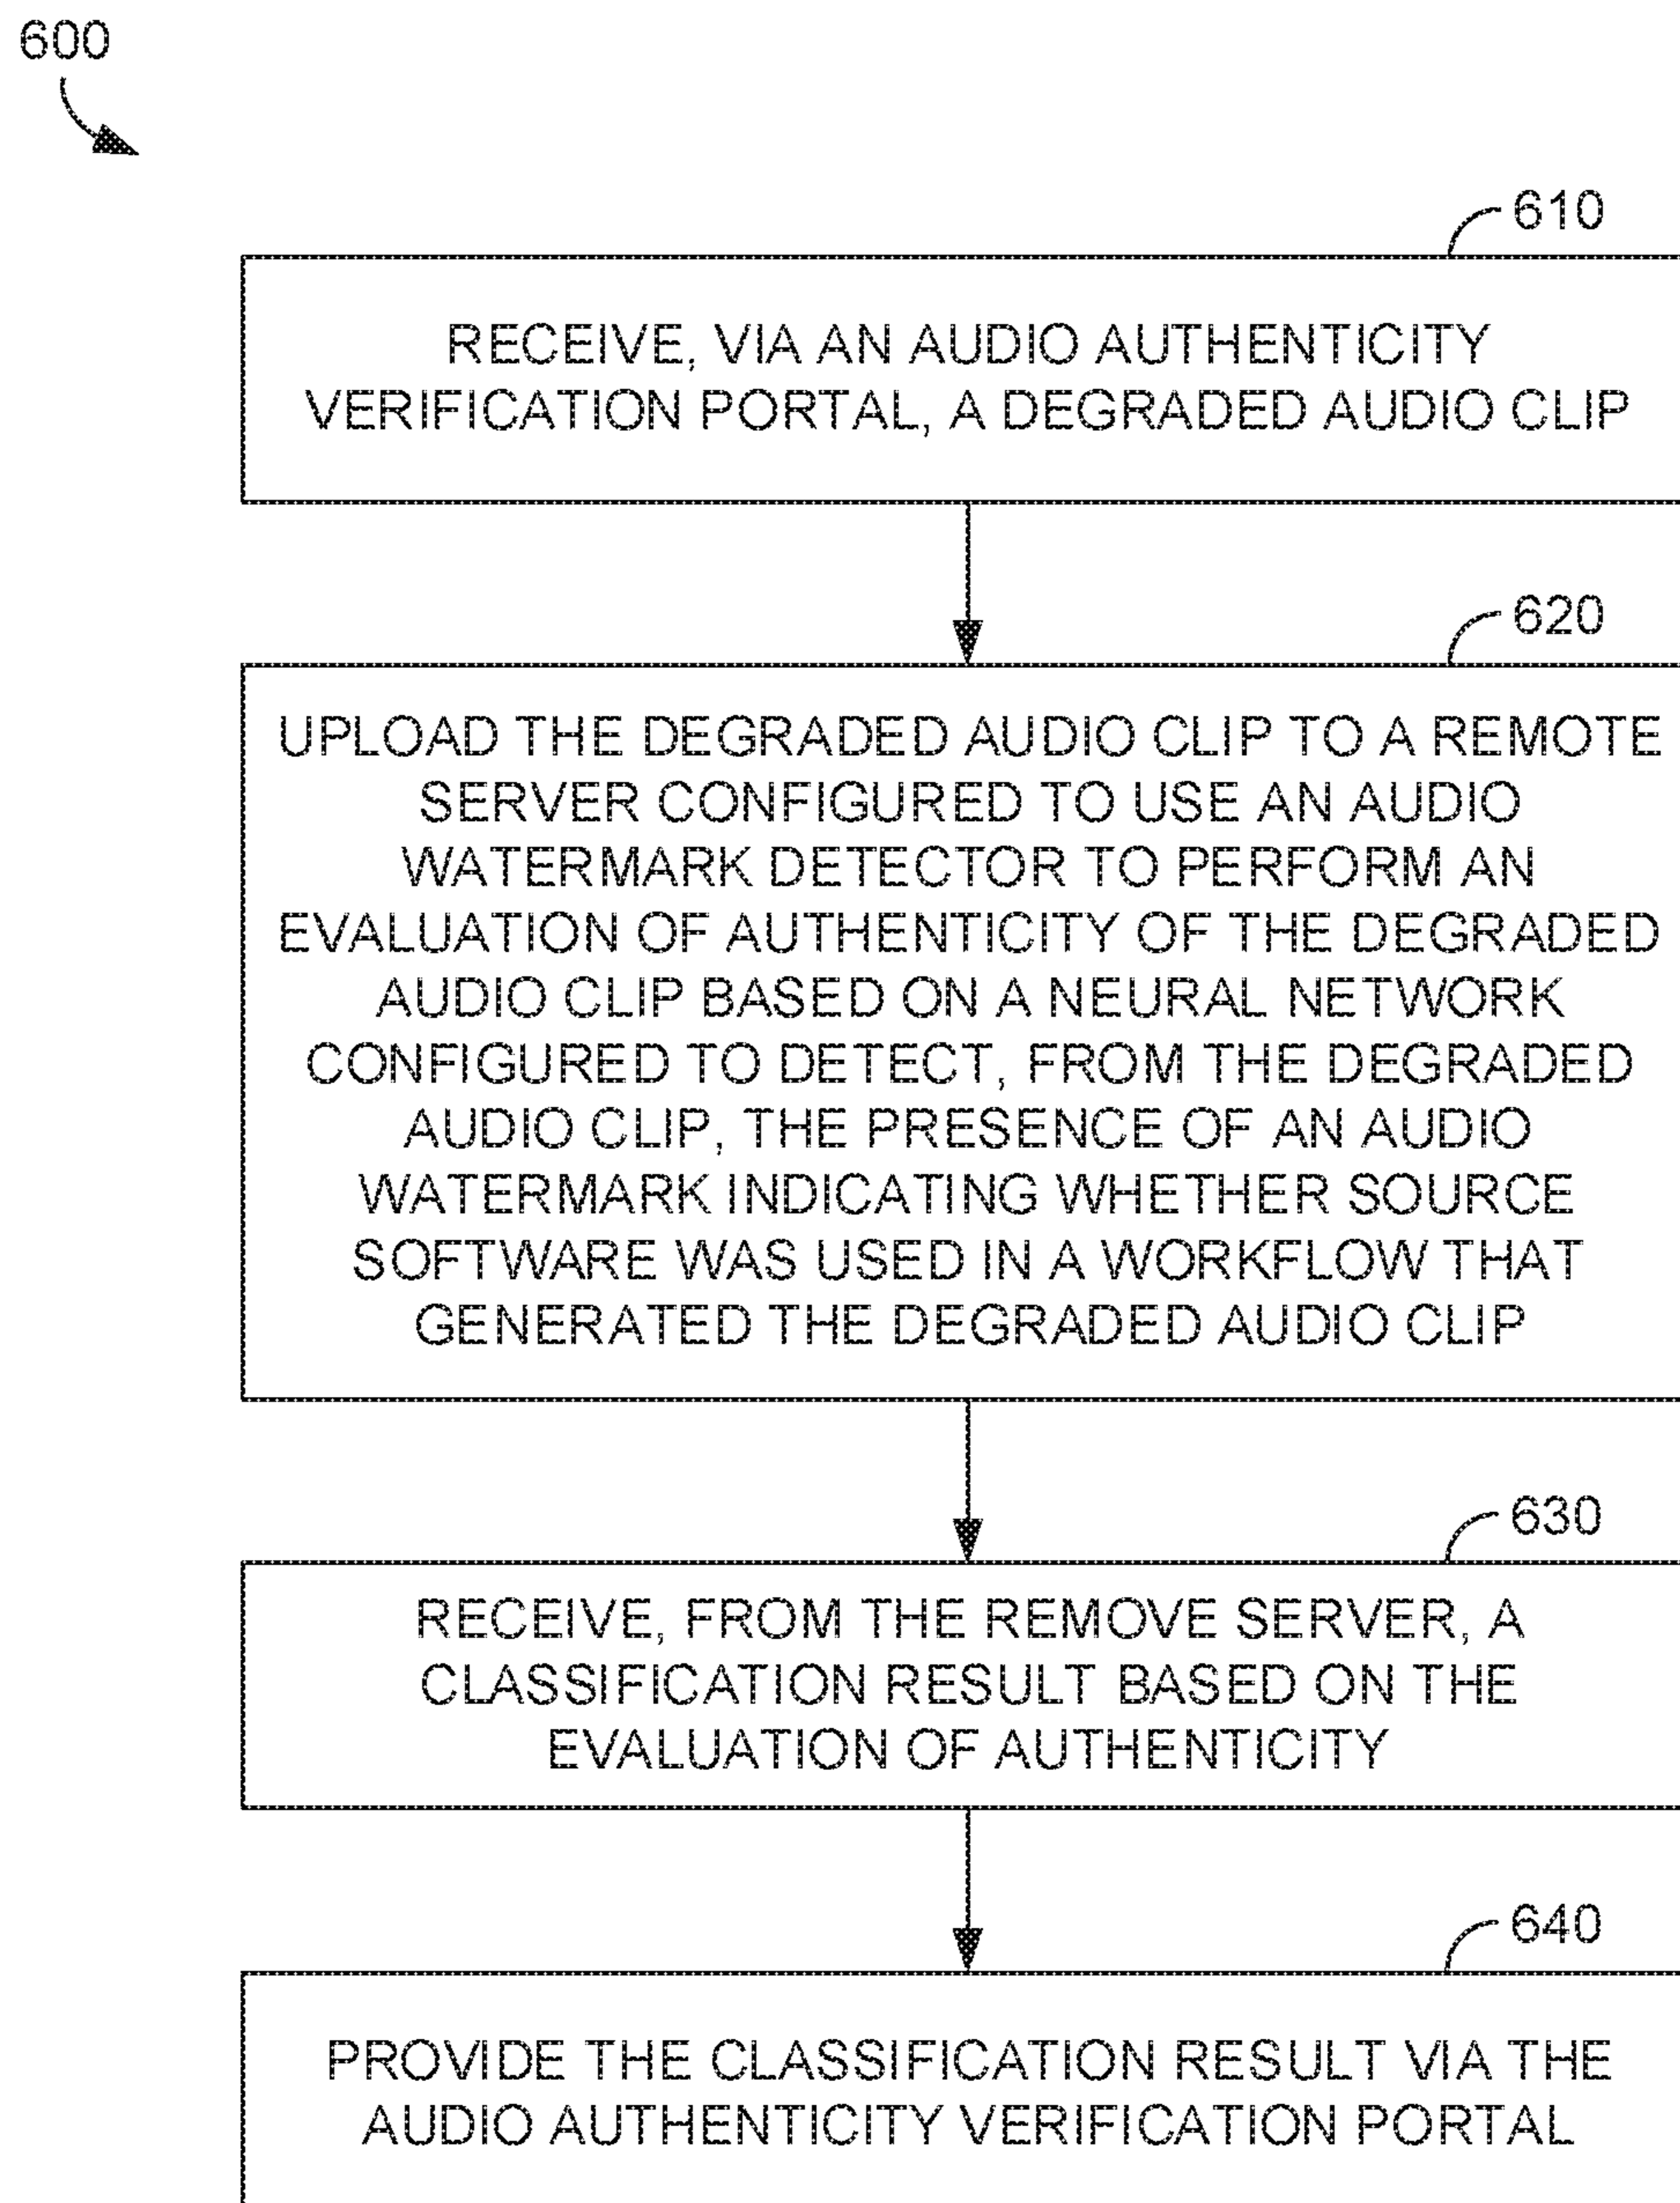 600
610
RECEIVE, VIA AN AUDIO AUTHENTICITY
VERIFICATION PORTAL, A DEGRADED AUDIO CLIP
620
UPLOAD THE DEGRADED AUDIO CLIP TO A REMOTE
SERVER CONFIGURED TO USE AN AUDIO
WATERMARK DETECTOR TO PERFORM AN
EVALUATION OF AUTHENTICITY OF THE DEGRADED
AUDIO CLIP BASED ON A NEURAL NETWORK
CONFIGURED TO DETECT, FROM THE DEGRADED
AUDIO CLIP, THE PRESENCE OF AN AUDIO
WATERMARK INDICATING WHETHER SOURCE
SOFTWARE WAS USED IN A WORKFLOW THAT
GENERATED THE DEGRADED AUDIO CLIP
630
RECEIVE, FROM THE REMOVE SERVER, A
CLASSIFICATION RESULT BASED ON THE
EVALUATION OF AUTHENTICITY
640
PROVIDE THE CLASSIFICATION RESULT VIA THE
AUDIO AUTHENTICITY VERIFICATION PORTAL